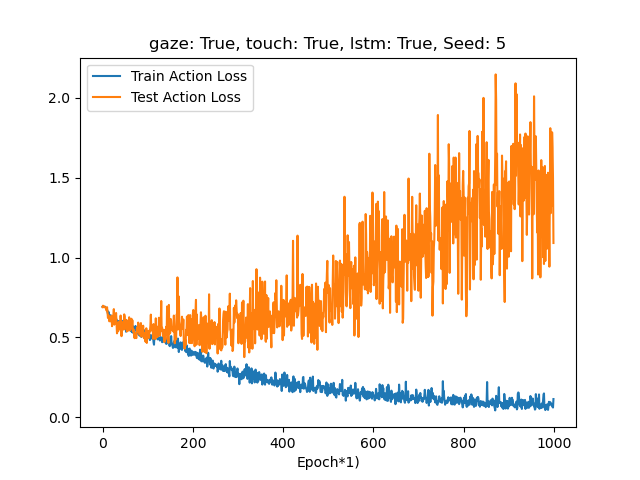 gaze: True, touch: True, lstm: True, Seed: 5
Train Action Loss
Test Action Loss
2.0
1.5
1.0
0.5
0.0
0 200 400 600 800 1000
Epoch*1)